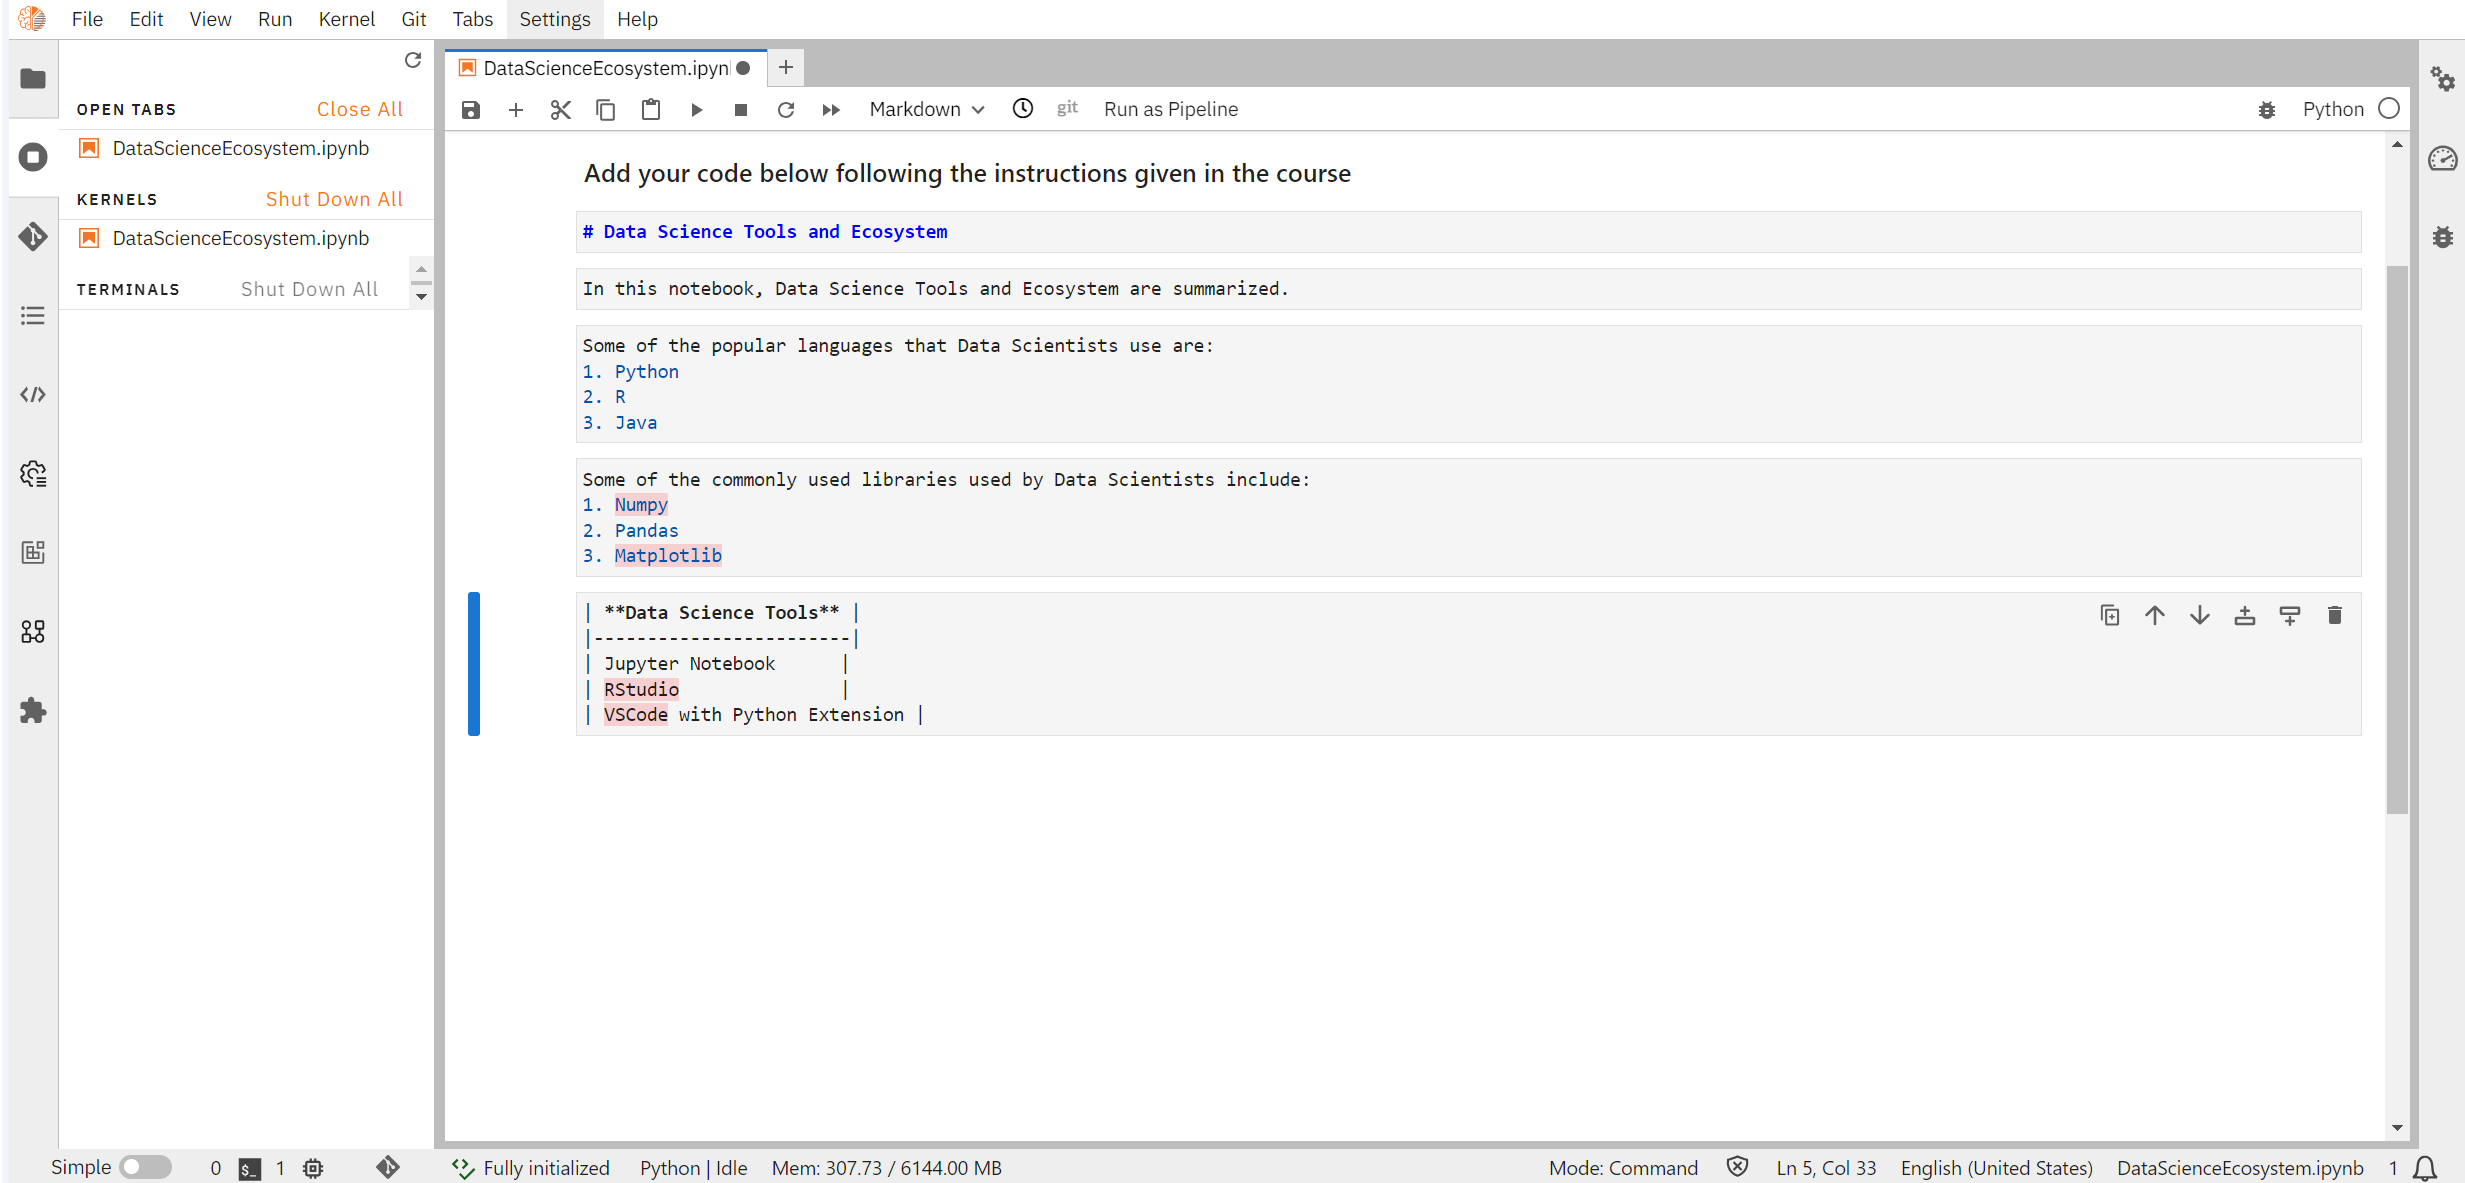 File Edit View Run Kernel Git Tabs Settings Help
OPEN TABS Close All
DataScienceEcosystem.ipynb
KERNELS Shut Down All
DataScienceEcosystem.ipynb
TERMINALS Shut Down All
DataScienceEcosystem.ipyn
Markdown git Run as Pipeline Python
Add your code below following the instructions given in the course
# Data Science Tools and Ecosystem
In this notebook, Data Science Tools and Ecosystem are summarized.
Some of the popular languages that Data Scientists use are:
1. Python
2. R
3. Java
Some of the commonly used libraries used by Data Scientists include:
1. Numpy
2. Pandas
3. Matplotlib
| **Data Science Tools** |
|------------------------|
| Jupyter Notebook      |
| RStudio               |
| VSCode with Python Extension |
Simple 0 $_ 1 Fully initialized Python | Idle Mem: 307.73 / 6144.00 MB Mode: Command Ln 5, Col 33 English (United States) DataScienceEcosystem.ipynb 1